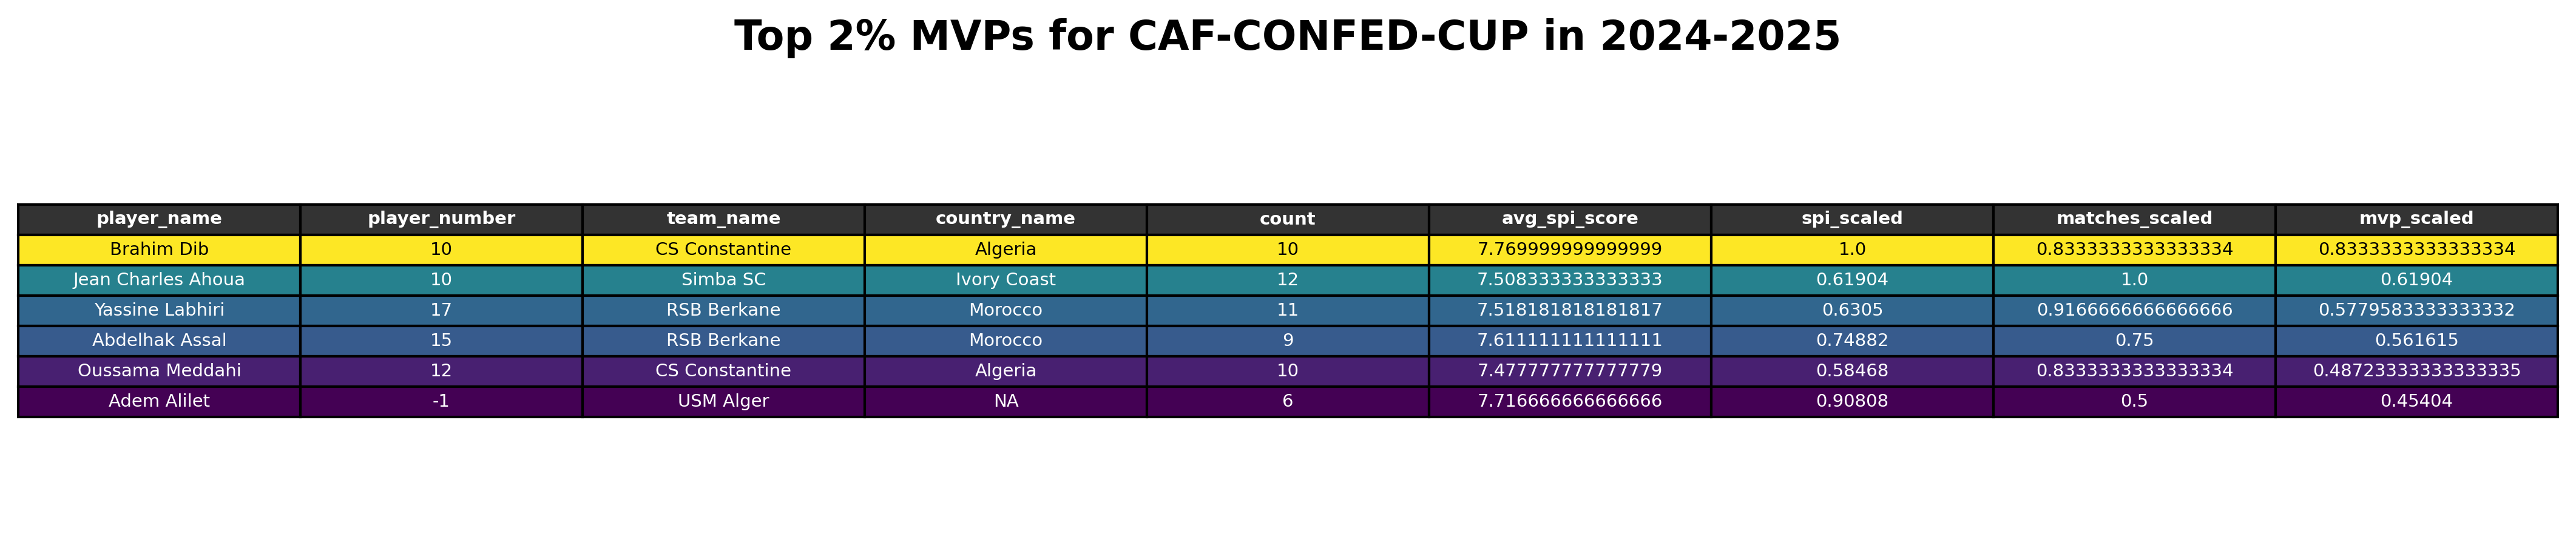 Top 2% MVPs for CAF-CONFED-CUP in 2024-2025
player_name player_number team_name country_name count avg_spi_score spi_scaled matches_scaled mvp_scaled
Brahim Dib 10 CS Constantine Algeria 10 7.769999999999999 1.0 0.8333333333333334 0.8333333333333334
Jean Charles Ahoua 10 Simba SC Ivory Coast 12 7.508333333333333 0.61904 1.0 0.61904
Yassine Labhiri 17 RSB Berkane Morocco 11 7.518181818181817 0.6305 0.9166666666666666 0.5779583333333332
Abdelhak Assal 15 RSB Berkane Morocco 9 7.611111111111111 0.74882 0.75 0.561615
Oussama Meddahi 12 CS Constantine Algeria 10 7.477777777777779 0.58468 0.8333333333333334 0.48723333333333335
Adem Alilet -1 USM Alger NA 6 7.716666666666666 0.90808 0.5 0.45404